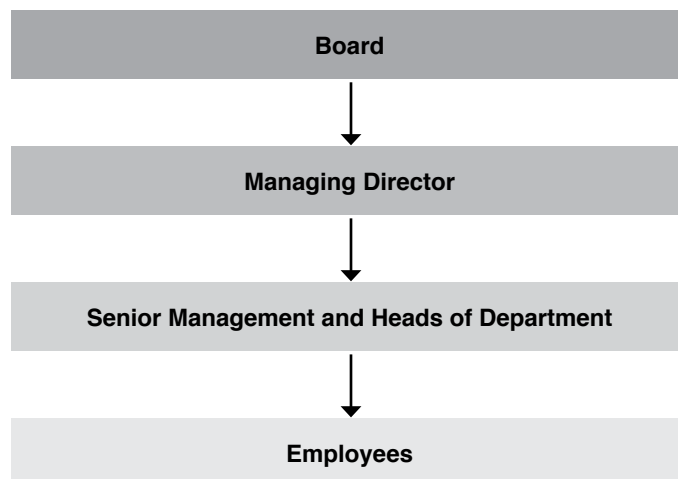 Board
Managing Director
Senior Management and Heads of Department
Employees